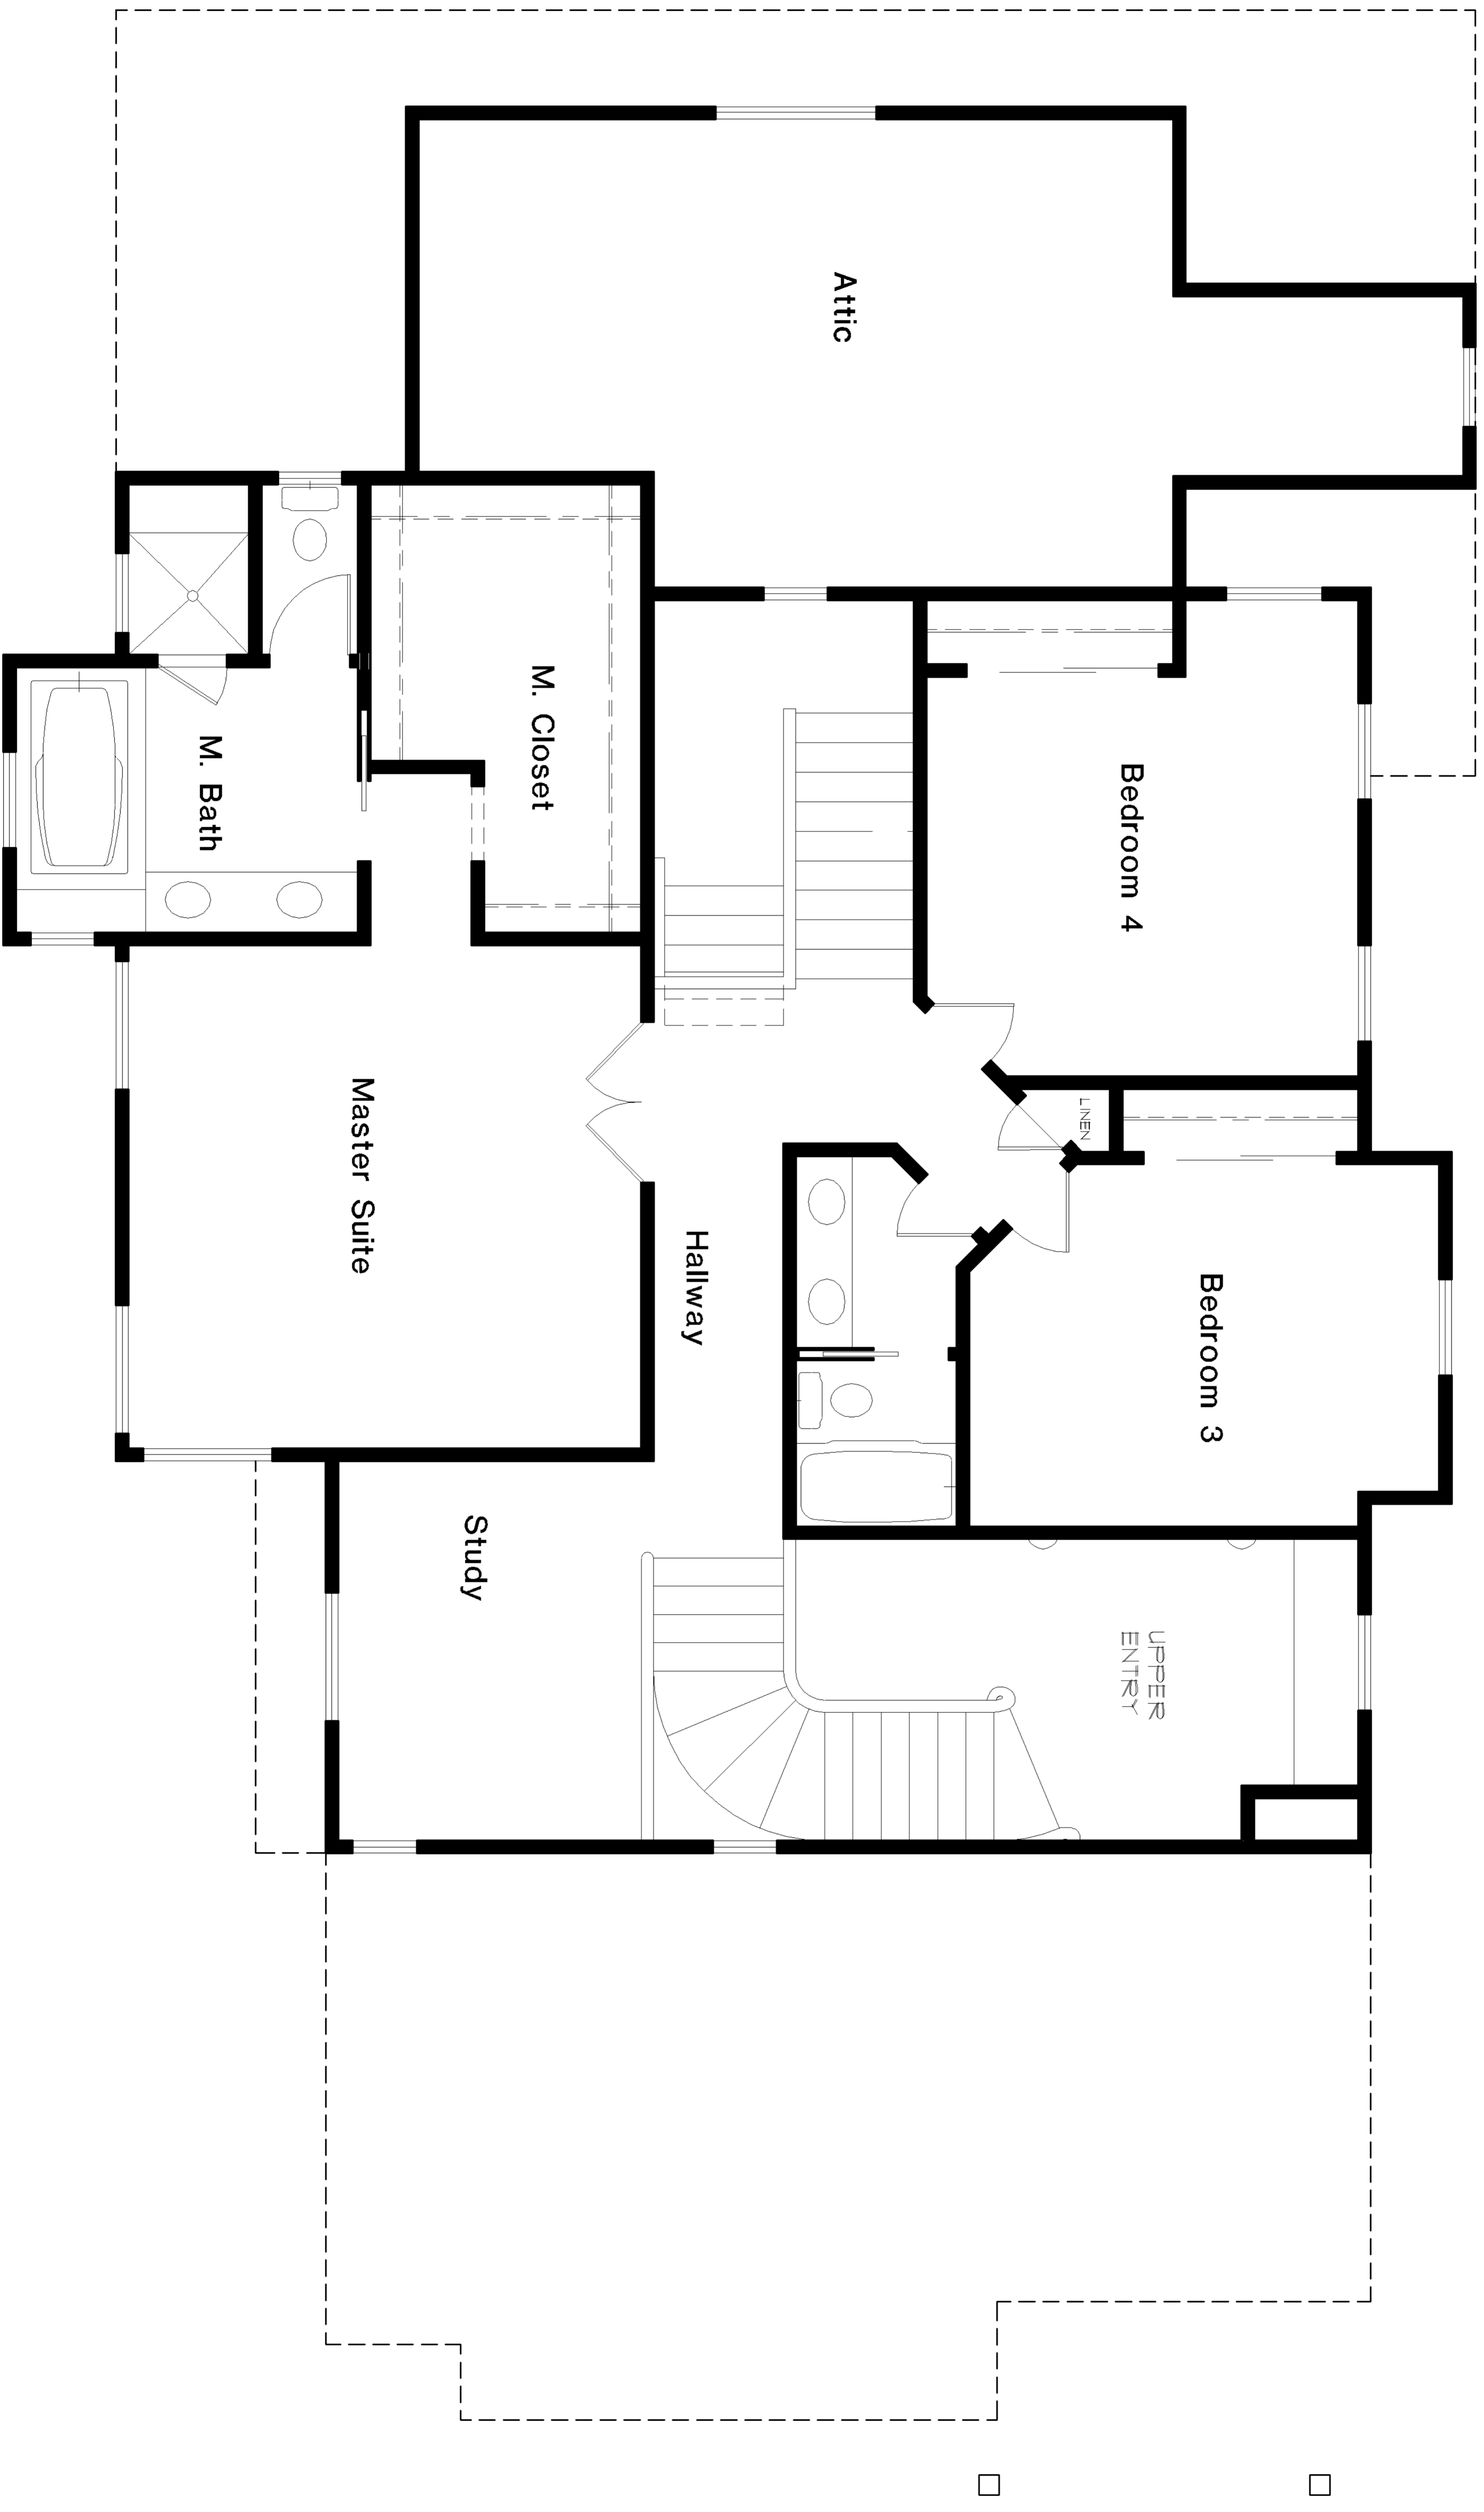 Attic
M. Closet
M. Bath
Bedroom 4
LINEN
Master Suite
Hallway
Bedroom 3
Study
UPPER
ENTRY